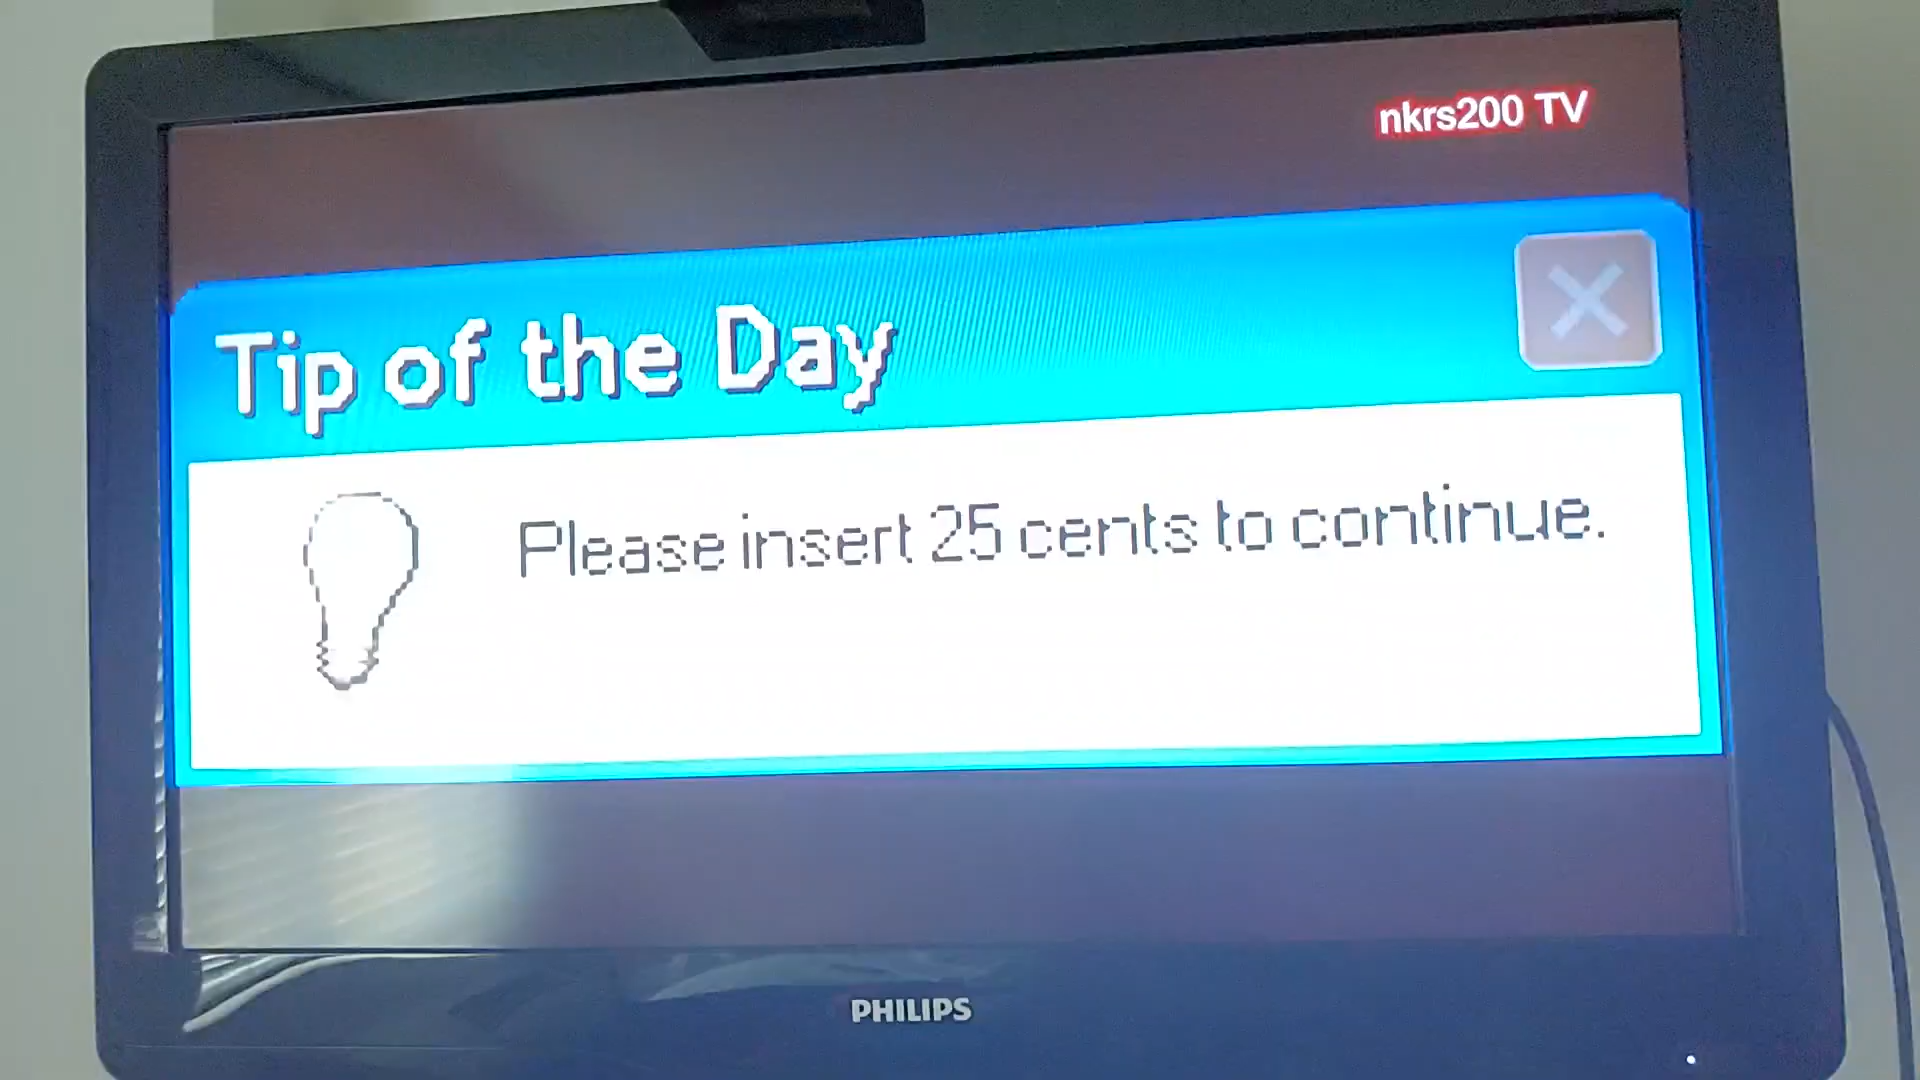 nkrs200 TV
Tip of the Day
Please insert 25 cents to continue.
PHILIPS